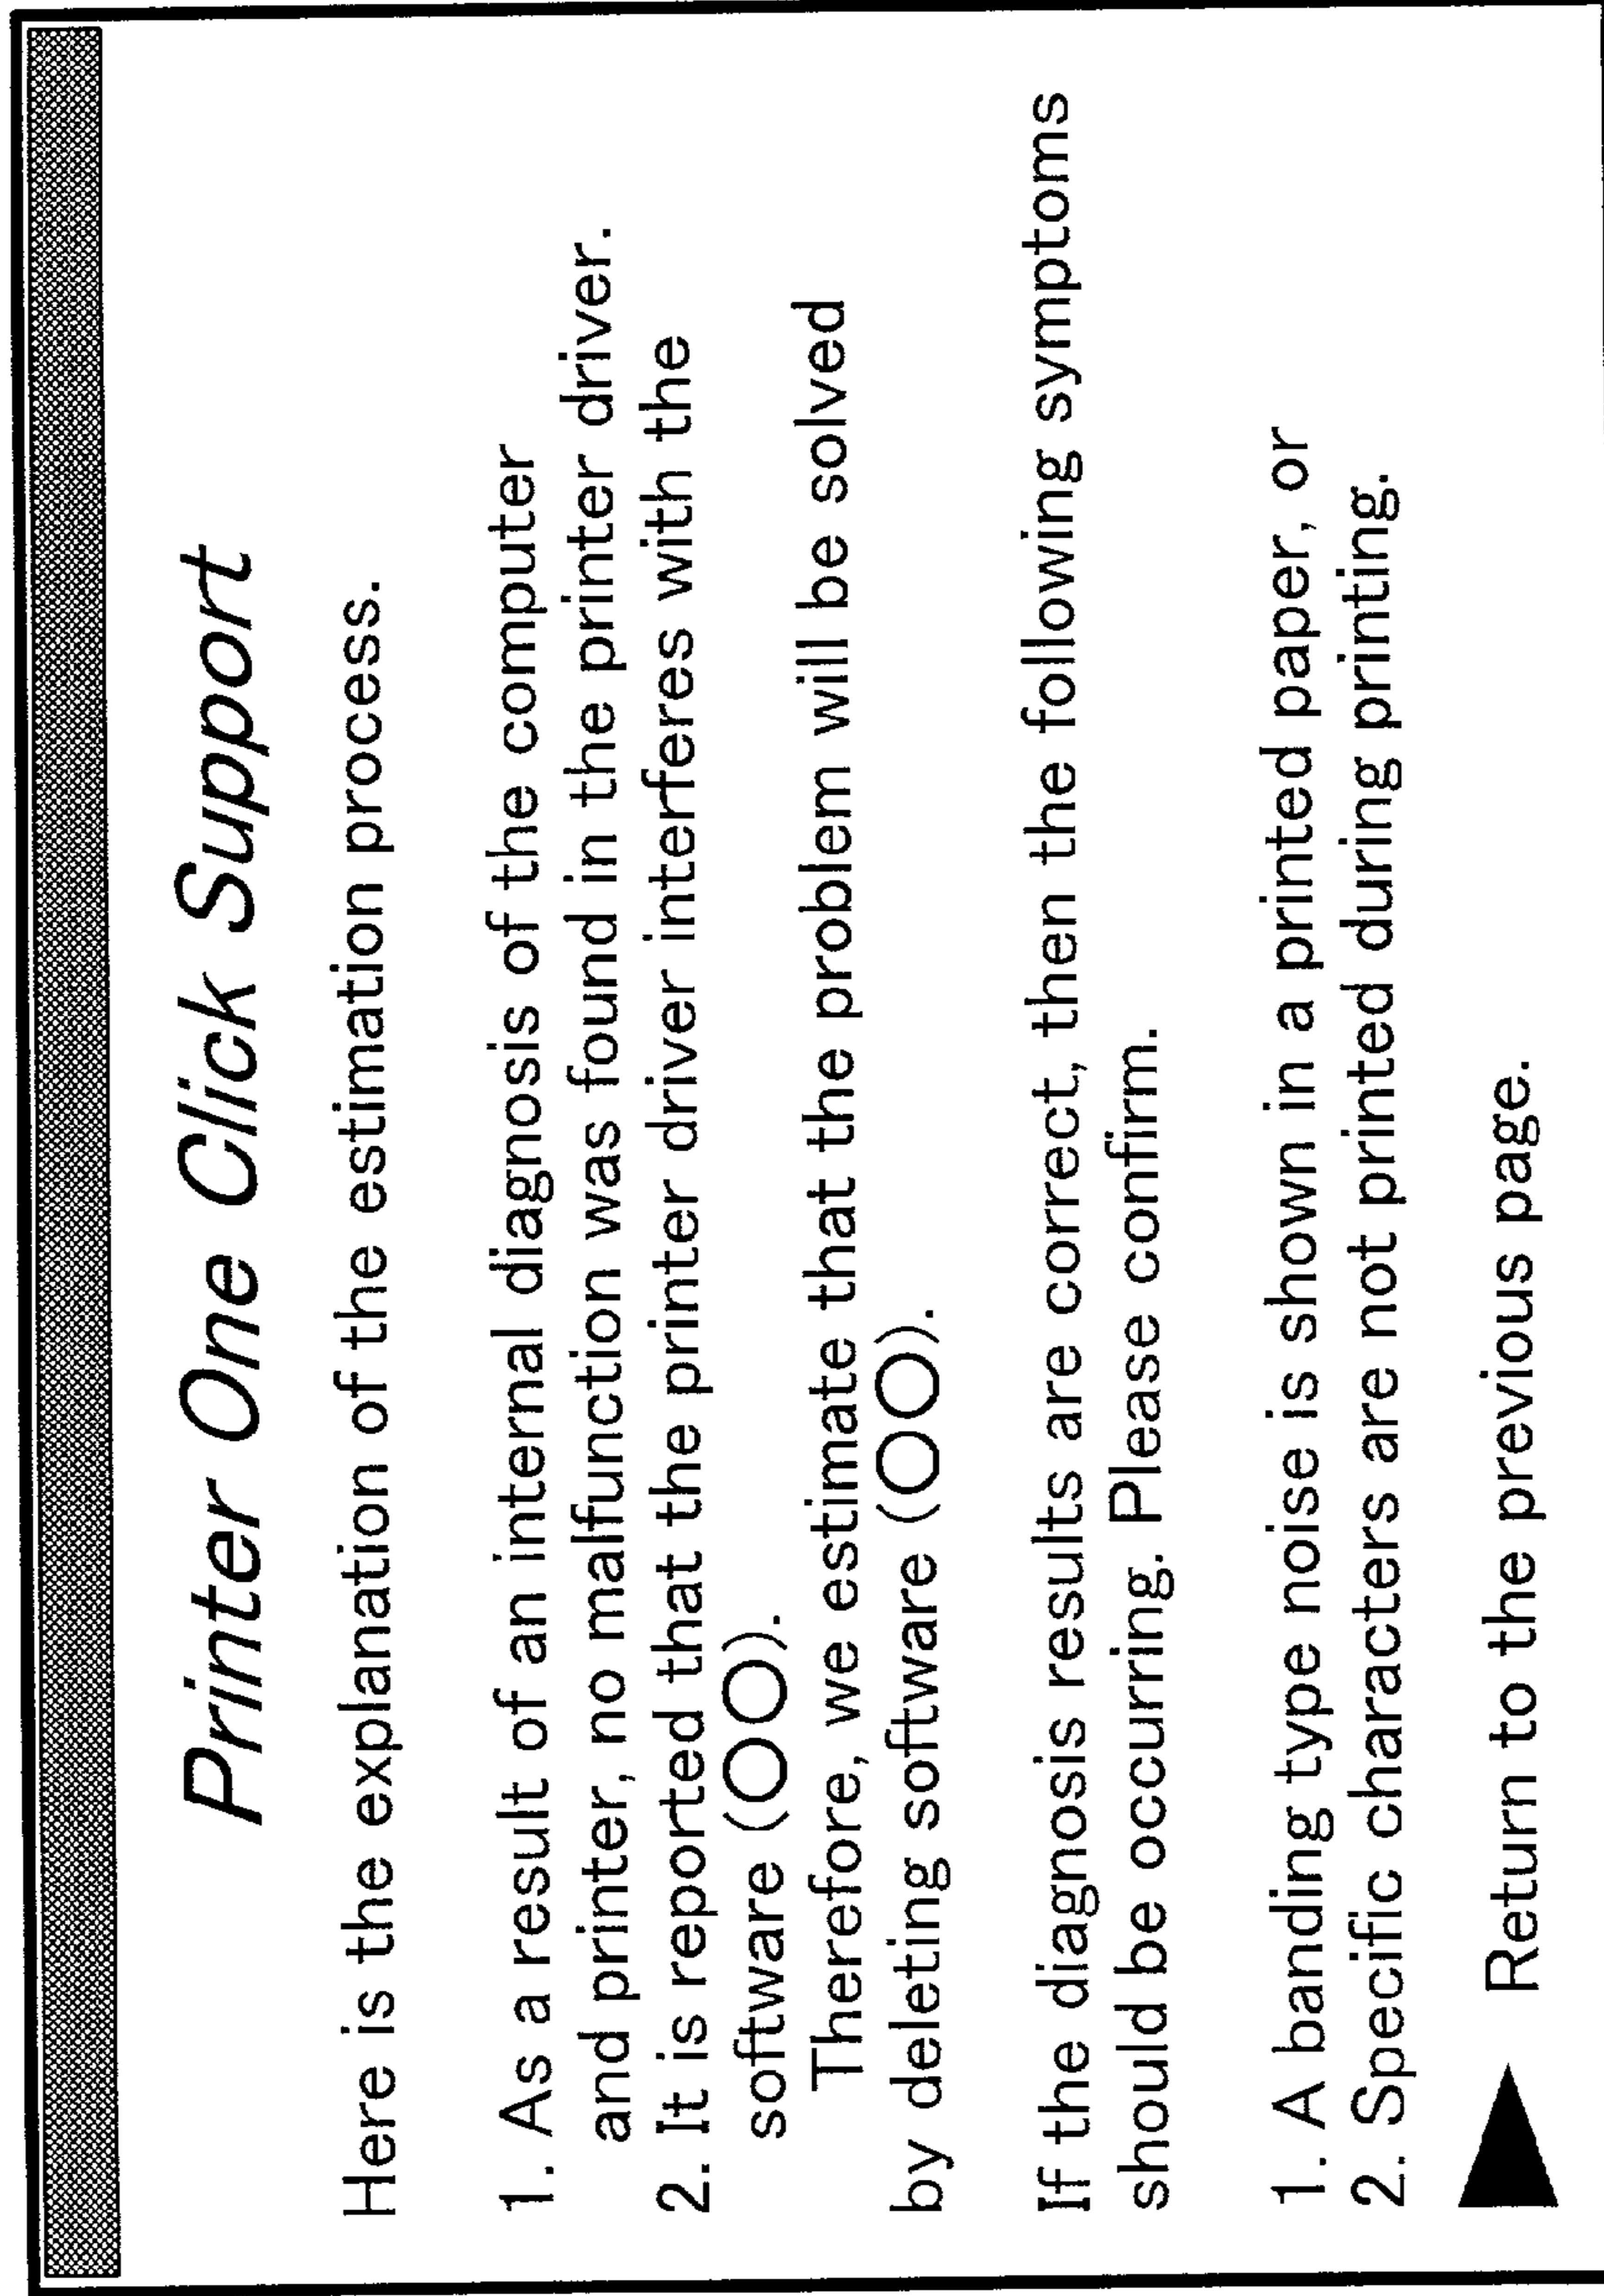 Printer One Click Support
Here is the explanation of the estimation process.
1. As a result of an internal diagnosis of the computer
and printer, no malfunction was found in the printer driver.
2. It is reported that the printer driver interferes with the
software (○○).
Therefore, we estimate that the problem will be solved
by deleting software (○○).
If the diagnosis results are correct, then the following symptoms
should be occurring. Please confirm.
1. A banding type noise is shown in a printed paper, or
2. Specific characters are not printed during printing.
Return to the previous page.